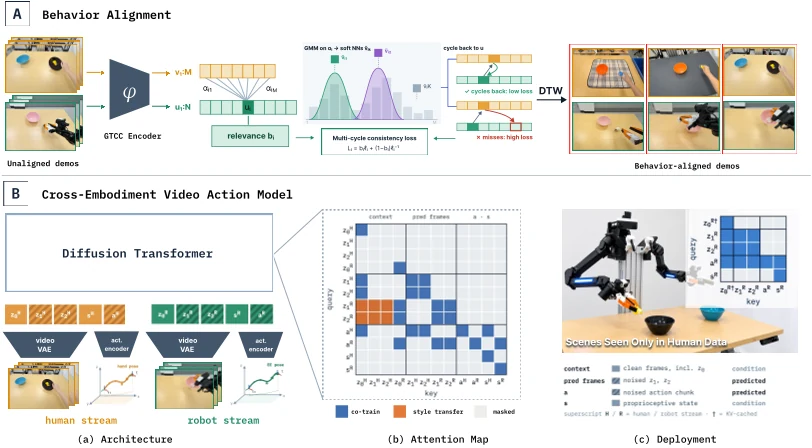 A Behavior Alignment
Unaligned demos
φ
GTCC Encoder
v₁:M
u₁:N
relevance bᵢ
GMM on αᵢ → soft NNs
Multi-cycle consistency loss
cycle back to u
✓ cycles back: low loss
✕ misses: high loss
DTW
Behavior-aligned demos
B Cross-Embodiment Video Action Model
Diffusion Transformer
video VAE
act. encoder
video VAE
act. encoder
human stream
robot stream
(a) Architecture
context
pred frames
a · s
query
key
co-train
style transfer
masked
(b) Attention Map
query
key
Scenes Seen Only in Human Data
context clean frames, incl. z₀ condition
pred frames noised z₁, z₂ predicted
a noised action chunk predicted
s proprioceptive state condition
superscript H / R = human / robot stream · † = KV-cached
(c) Deployment